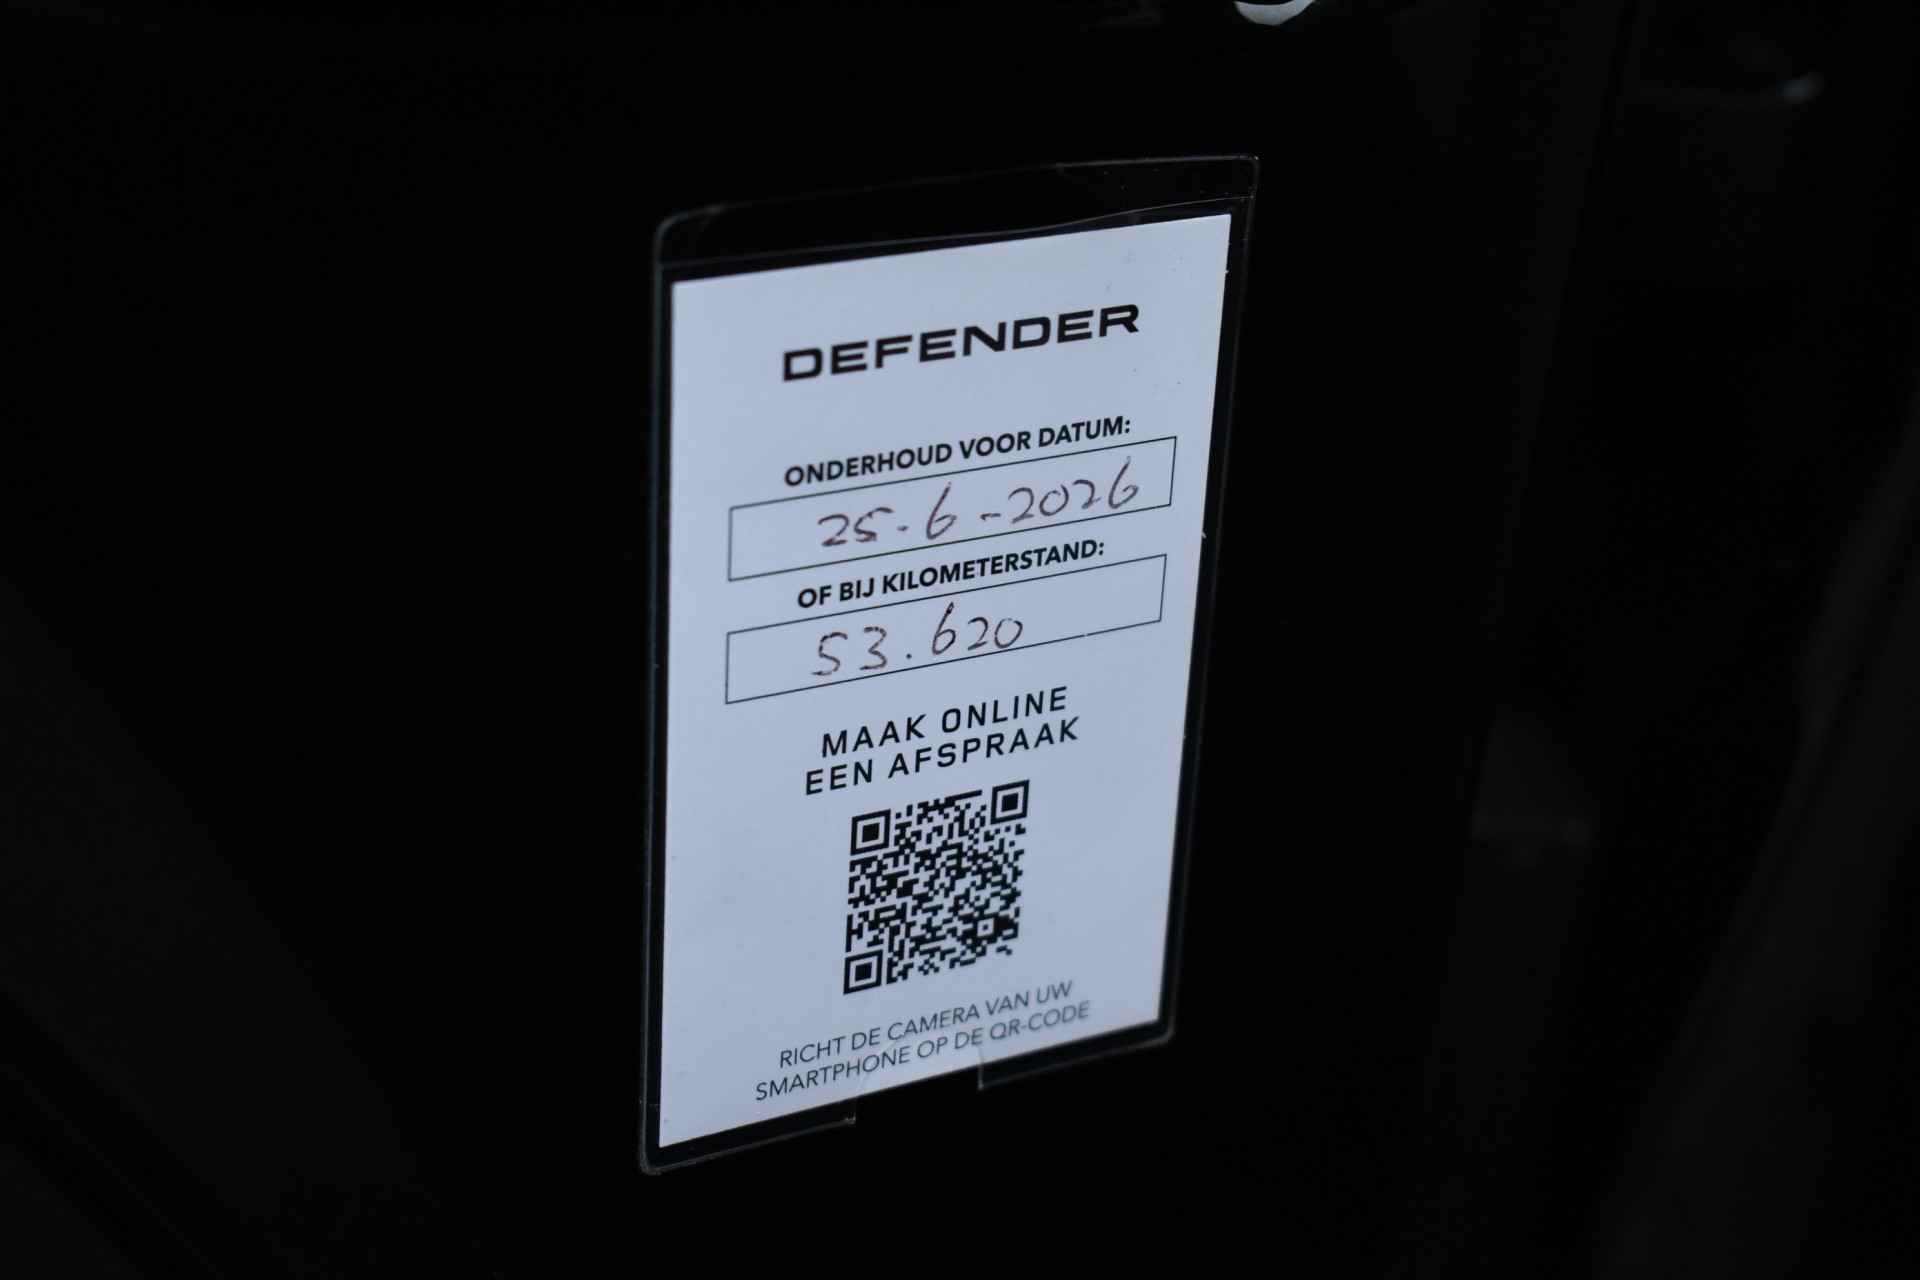 DEFENDER
ONDERHOUD VOOR DATUM:
25-6-2026
OF BIJ KILOMETERSTAND:
53.620
MAAK ONLINE
EEN AFSPRAAK
RICHT DE CAMERA VAN UW
SMARTPHONE OP DE QR-CODE